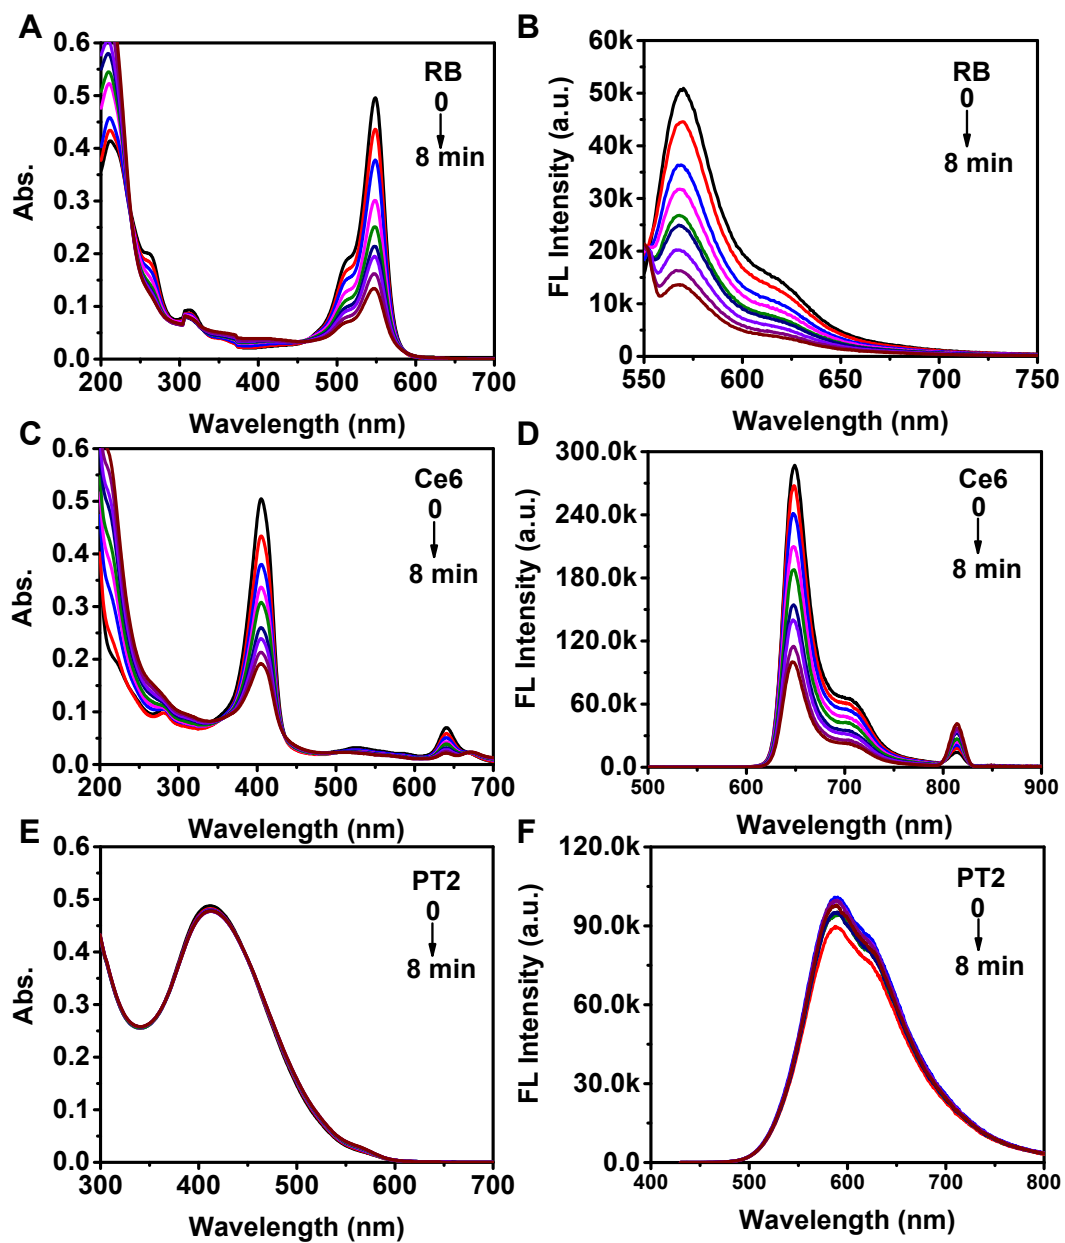 A
0.6
0.5
0.4
0.3
0.2
0.1
0.0
Abs.
RB
0
8 min
200 300 400 500 600 700
Wavelength (nm)
B
60k
50k
40k
30k
20k
10k
0
FL Intensity (a.u.)
RB
0
8 min
550 600 650 700 750
Wavelength (nm)
C
0.6
0.5
0.4
0.3
0.2
0.1
0.0
Abs.
Ce6
0
8 min
200 300 400 500 600 700
Wavelength (nm)
D
300.0k
240.0k
180.0k
120.0k
60.0k
0.0
FL Intensity (a.u.)
Ce6
0
8 min
500 600 700 800 900
Wavelength (nm)
E
0.6
0.5
0.4
0.3
0.2
0.1
0.0
Abs.
PT2
0
8 min
300 400 500 600 700
Wavelength (nm)
F
120.0k
90.0k
60.0k
30.0k
0.0
FL Intensity (a.u.)
PT2
0
8 min
400 500 600 700 800
Wavelength (nm)